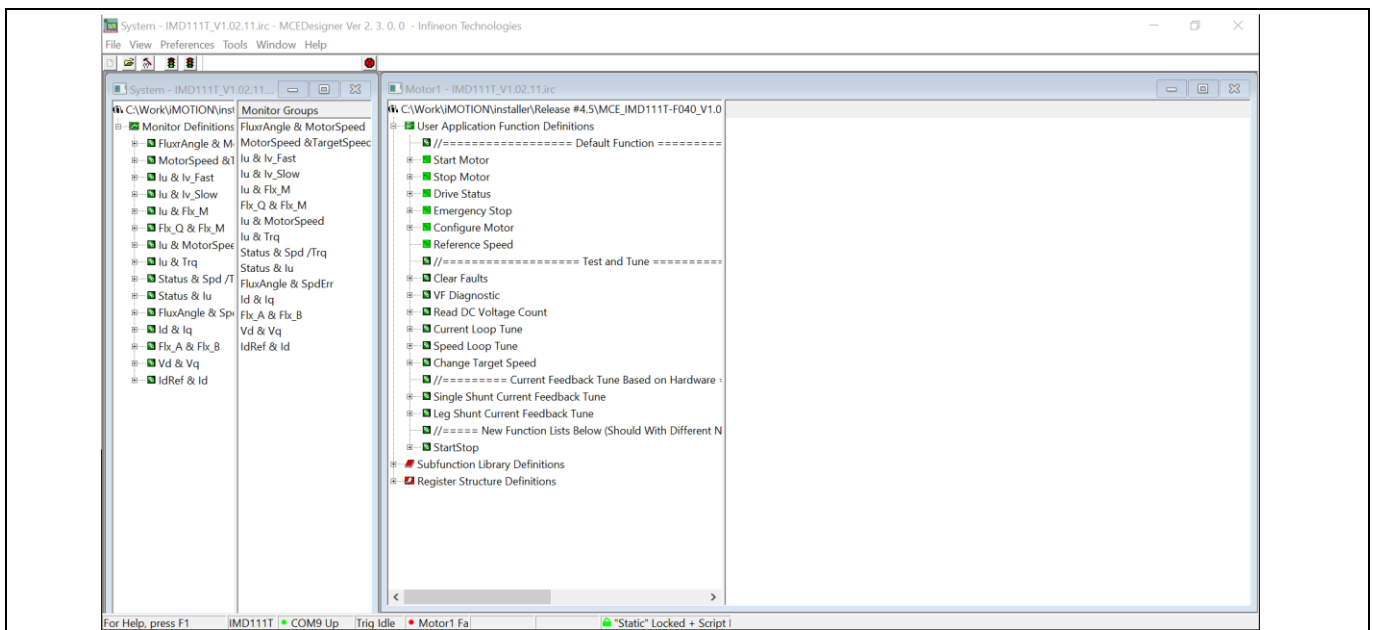 System - IMD111T_V1.02.11.irc - MCEDesigner Ver 2. 3. 0. 0 - Infineon Technologies
File View Preferences Tools Window Help
System - IMD111T_V1.02.11....
C:\Work\iMOTION\inst
Monitor Groups
Monitor Definitions
FluxrAngle & M
MotorSpeed &T
Iu & Iv_Fast
Iu & Iv_Slow
Iu & Flx_M
Flx_Q & Flx_M
Iu & MotorSpee
Iu & Trq
Status & Spd /T
Status & Iu
FluxAngle & Sp
Id & Iq
Flx_A & Flx_B
Vd & Vq
IdRef & Id
FluxrAngle & MotorSpeed
MotorSpeed &TargetSpeed
Iu & Iv_Fast
Iu & Iv_Slow
Iu & Flx_M
Flx_Q & Flx_M
Iu & MotorSpeed
Iu & Trq
Status & Spd /Trq
Status & Iu
FluxAngle & SpdErr
Id & Iq
Flx_A & Flx_B
Vd & Vq
IdRef & Id
Motor1 - IMD111T_V1.02.11.irc
C:\Work\iMOTION\installer\Release #4.5\MCE_IMD111T-F040_V1.0
User Application Function Definitions
//================== Default Function =========
Start Motor
Stop Motor
Drive Status
Emergency Stop
Configure Motor
Reference Speed
//=================== Test and Tune ==========
Clear Faults
VF Diagnostic
Read DC Voltage Count
Current Loop Tune
Speed Loop Tune
Change Target Speed
//========= Current Feedback Tune Based on Hardware =
Single Shunt Current Feedback Tune
Leg Shunt Current Feedback Tune
//===== New Function Lists Below (Should With Different N
StartStop
Subfunction Library Definitions
Register Structure Definitions
For Help, press F1 IMD111T COM9 Up Trig Idle Motor1 Fa "Static" Locked + Script I